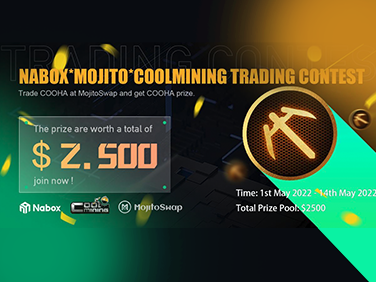 TRADING CON
NABOX*MOJITO*COOLMINING TRADING CONTEST
Trade COOHA at MojitoSwap and get COOHA prize.
The prize are worth a total of
$ 2.500
join now !
Nabox COOL MINING MojitoSwap
Time: 1st May 2022 - 14th May 2022
Total Prize Pool: $2500